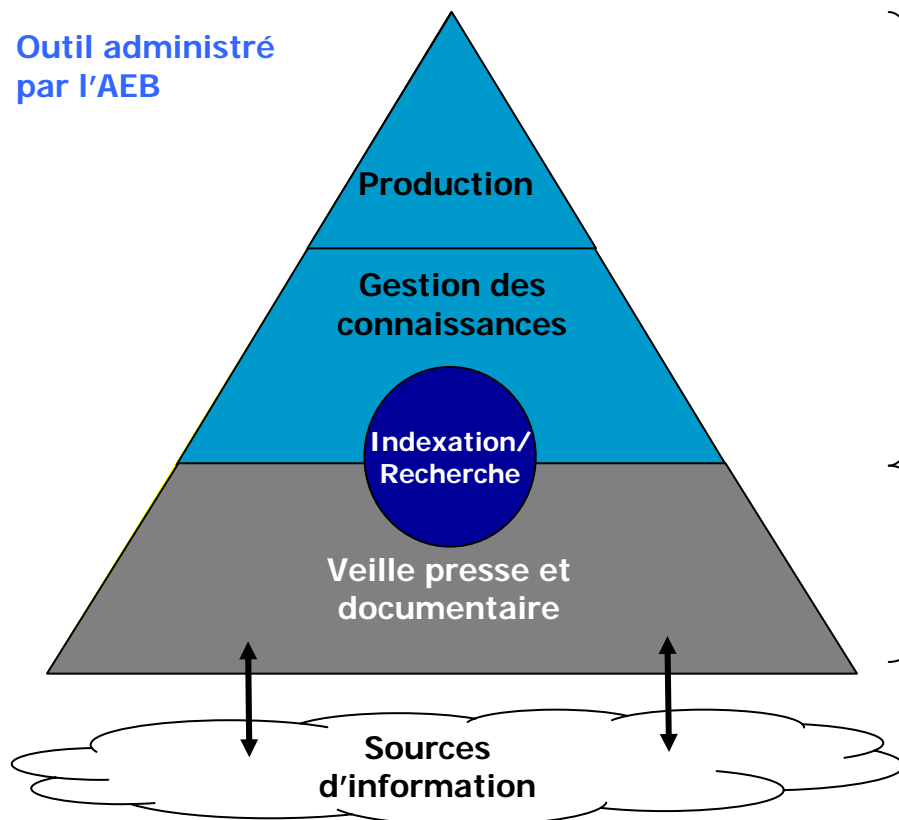 Outil administré
par l’AEB
Production
Gestion des
connaissances
Indexation/
Recherche
Veille presse et
documentaire
Sources
d’information